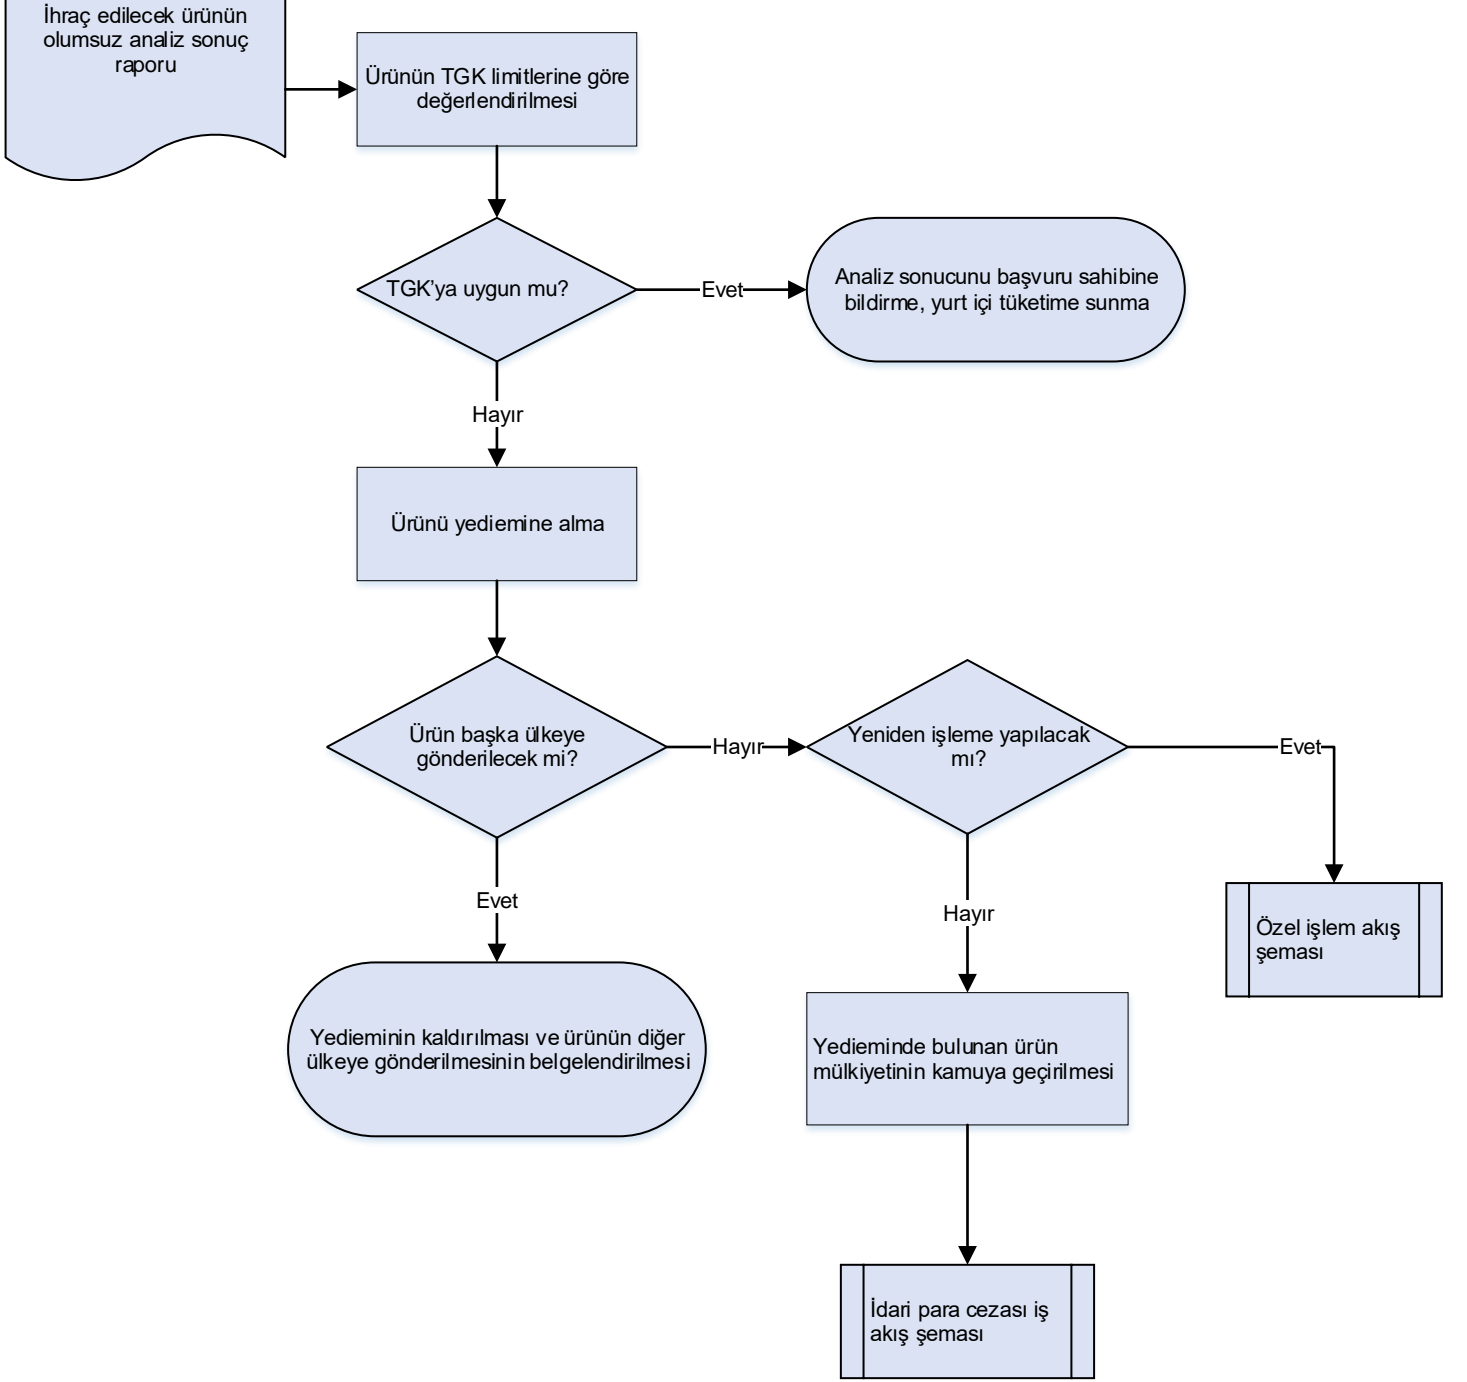 İhraç edilecek ürünün
olumsuz analiz sonuç
raporu
Ürünün TGK limitlerine göre
değerlendirilmesi
TGK'ya uygun mu?
Evet
Analiz sonucunu başvuru sahibine
bildirme, yurt içi tüketime sunma
Hayır
Ürünü yediemine alma
Ürün başka ülkeye
gönderilecek mi?
Hayır
Yeniden işleme yapılacak
mı?
Evet
Evet
Hayır
Özel işlem akış
şeması
Yedieminin kaldırılması ve ürünün diğer
ülkeye gönderilmesinin belgelendirilmesi
Yedieminde bulunan ürün
mülkiyetinin kamuya geçirilmesi
İdari para cezası iş
akış şeması